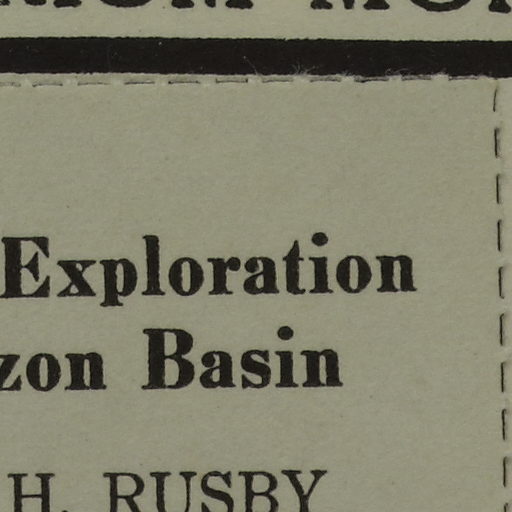 Exploration
zon Basin
H. RUSBY